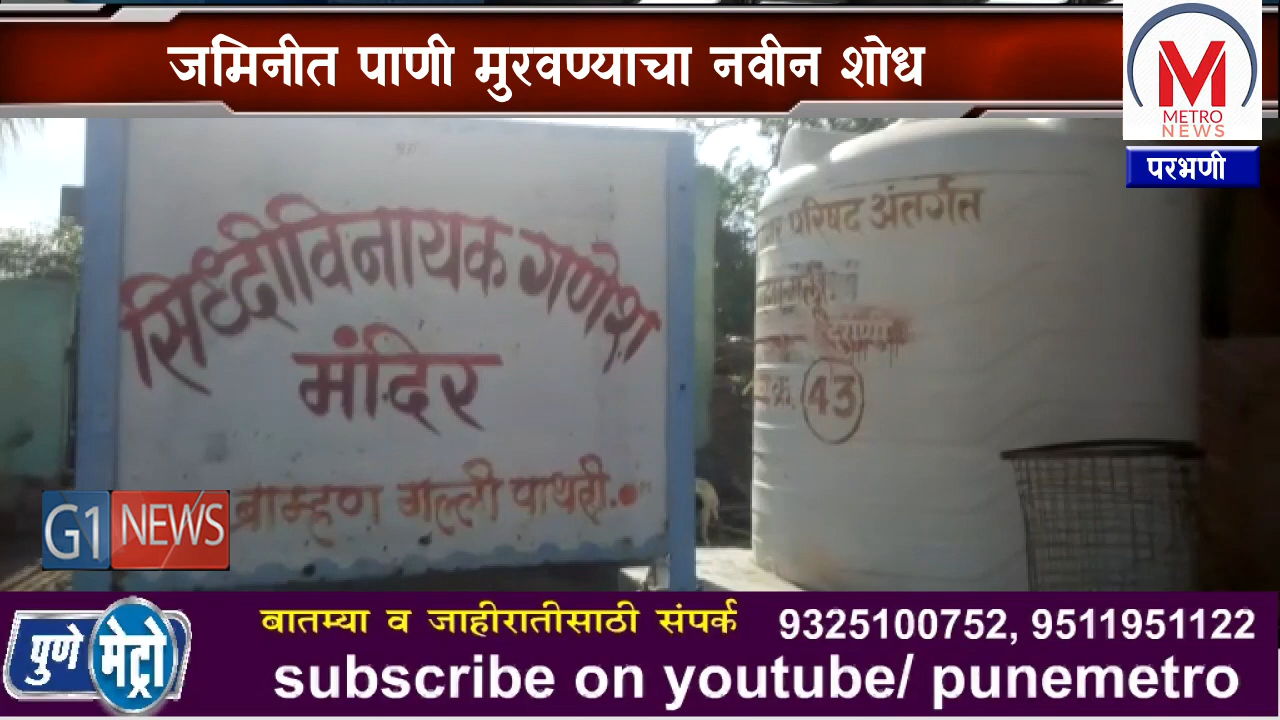 जमिनीत पाणी मुरवण्याचा नवीन शोध
M
METRO
NEWS
परभणी
सिध्दीविनायक गणेश
मंदिर
ब्राम्हण गल्ली पाथरी.
परिषद अंतर्गत
क्र. 43
G1 NEWS
पुणे मेट्रो
बातम्या व जाहीरातीसाठी संपर्क 9325100752, 9511951122
subscribe on youtube/ punemetro